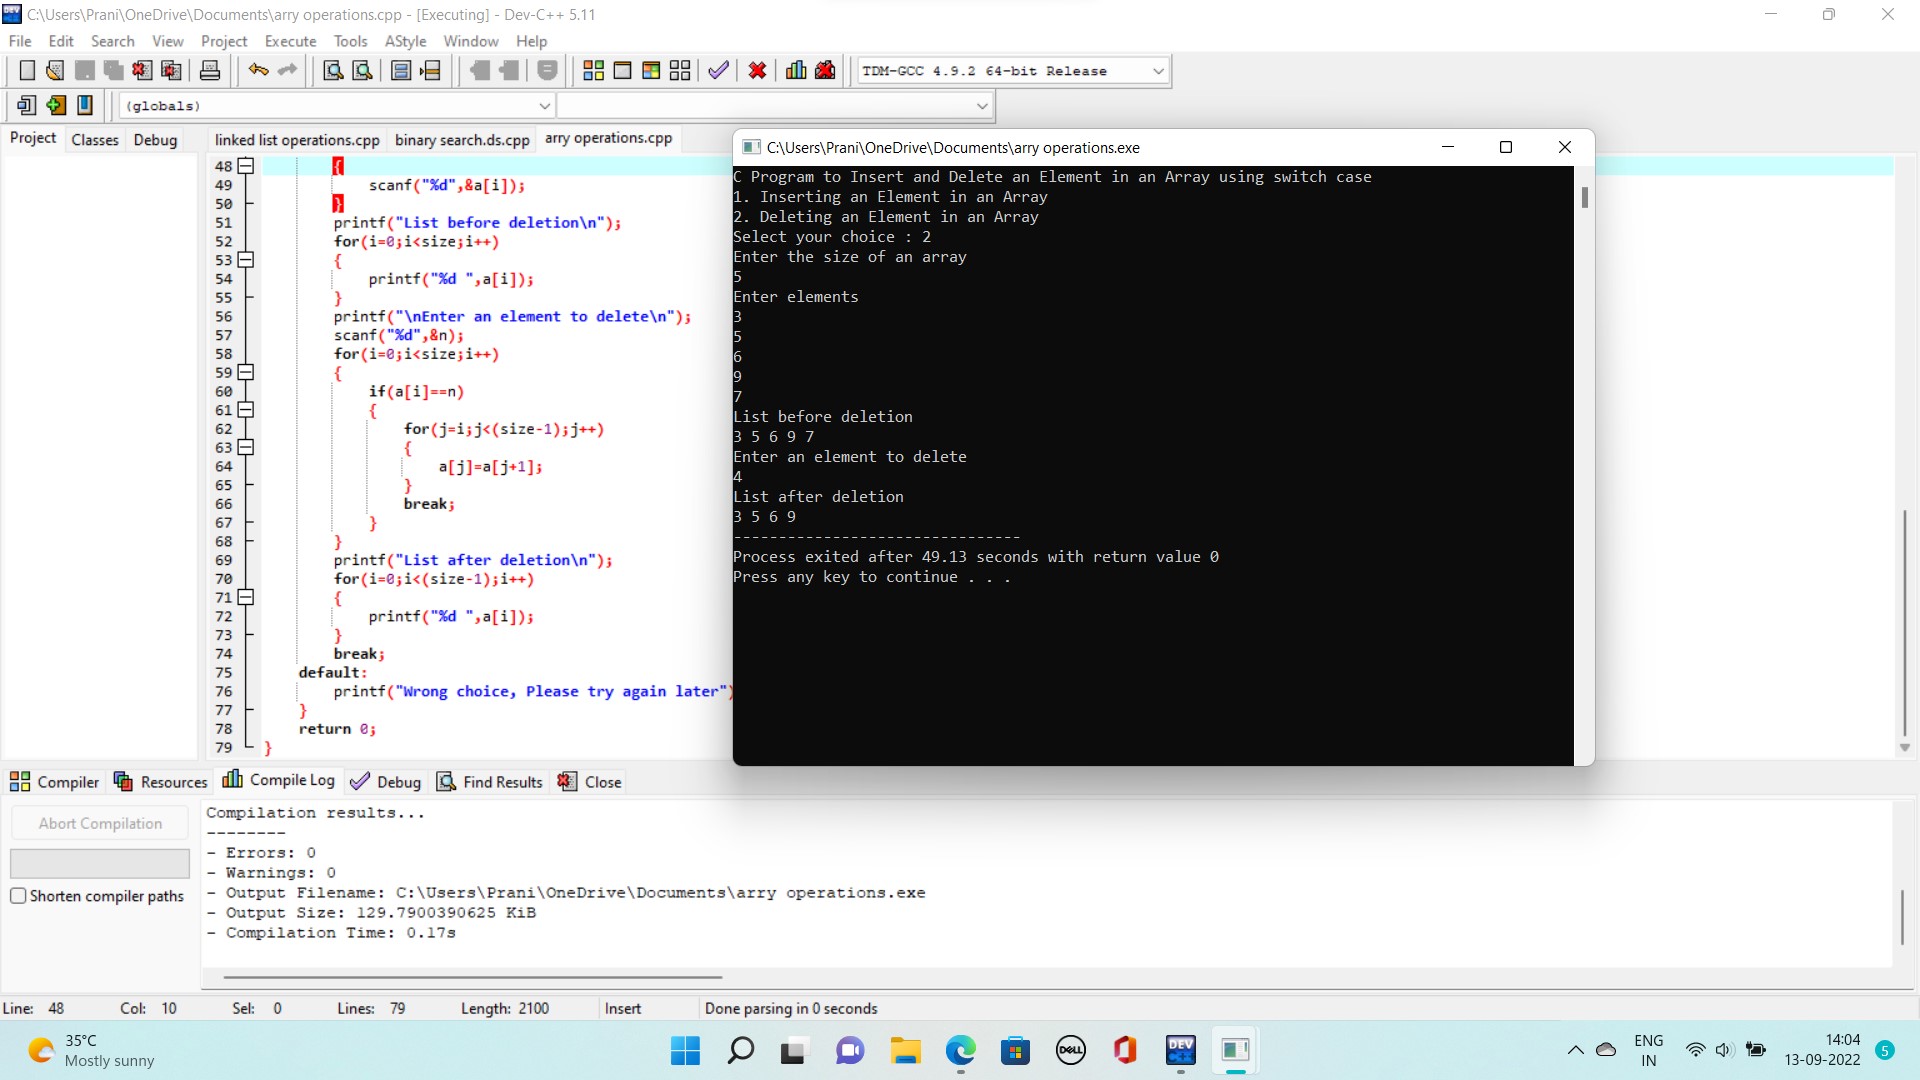 C:\Users\Prani\OneDrive\Documents\arry operations.cpp - [Executing] - Dev-C++ 5.11
File Edit Search View Project Execute Tools AStyle Window Help
TDM-GCC 4.9.2 64-bit Release
(globals)
Project Classes Debug
linked list operations.cpp binary search.ds.cpp arry operations.cpp
48 {
49 scanf("%d",&a[i]);
50 }
51 printf("List before deletion\n");
52 for(i=0;i<size;i++)
53 {
54 printf("%d ",a[i]);
55 }
56 printf("\nEnter an element to delete\n");
57 scanf("%d",&n);
58 for(i=0;i<size;i++)
59 {
60 if(a[i]==n)
61 {
62 for(j=i;j<(size-1);j++)
63 {
64 a[j]=a[j+1];
65 }
66 break;
67 }
68 }
69 printf("List after deletion\n");
70 for(i=0;i<(size-1);i++)
71 {
72 printf("%d ",a[i]);
73 }
74 break;
75 default:
76 printf("Wrong choice, Please try again later")
77 }
78 return 0;
79 }
C:\Users\Prani\OneDrive\Documents\arry operations.exe
C Program to Insert and Delete an Element in an Array using switch case
1. Inserting an Element in an Array
2. Deleting an Element in an Array
Select your choice : 2
Enter the size of an array
5
Enter elements
3
5
6
9
7
List before deletion
3 5 6 9 7
Enter an element to delete
4
List after deletion
3 5 6 9
--------------------------------
Process exited after 49.13 seconds with return value 0
Press any key to continue . . .
Compiler Resources Compile Log Debug Find Results Close
Abort Compilation
Shorten compiler paths
Compilation results...
--------
- Errors: 0
- Warnings: 0
- Output Filename: C:\Users\Prani\OneDrive\Documents\arry operations.exe
- Output Size: 129.7900390625 KiB
- Compilation Time: 0.17s
Line: 48 Col: 10 Sel: 0 Lines: 79 Length: 2100 Insert Done parsing in 0 seconds
35°C
Mostly sunny
DELL
DEV
ENG
IN
14:04
13-09-2022
5